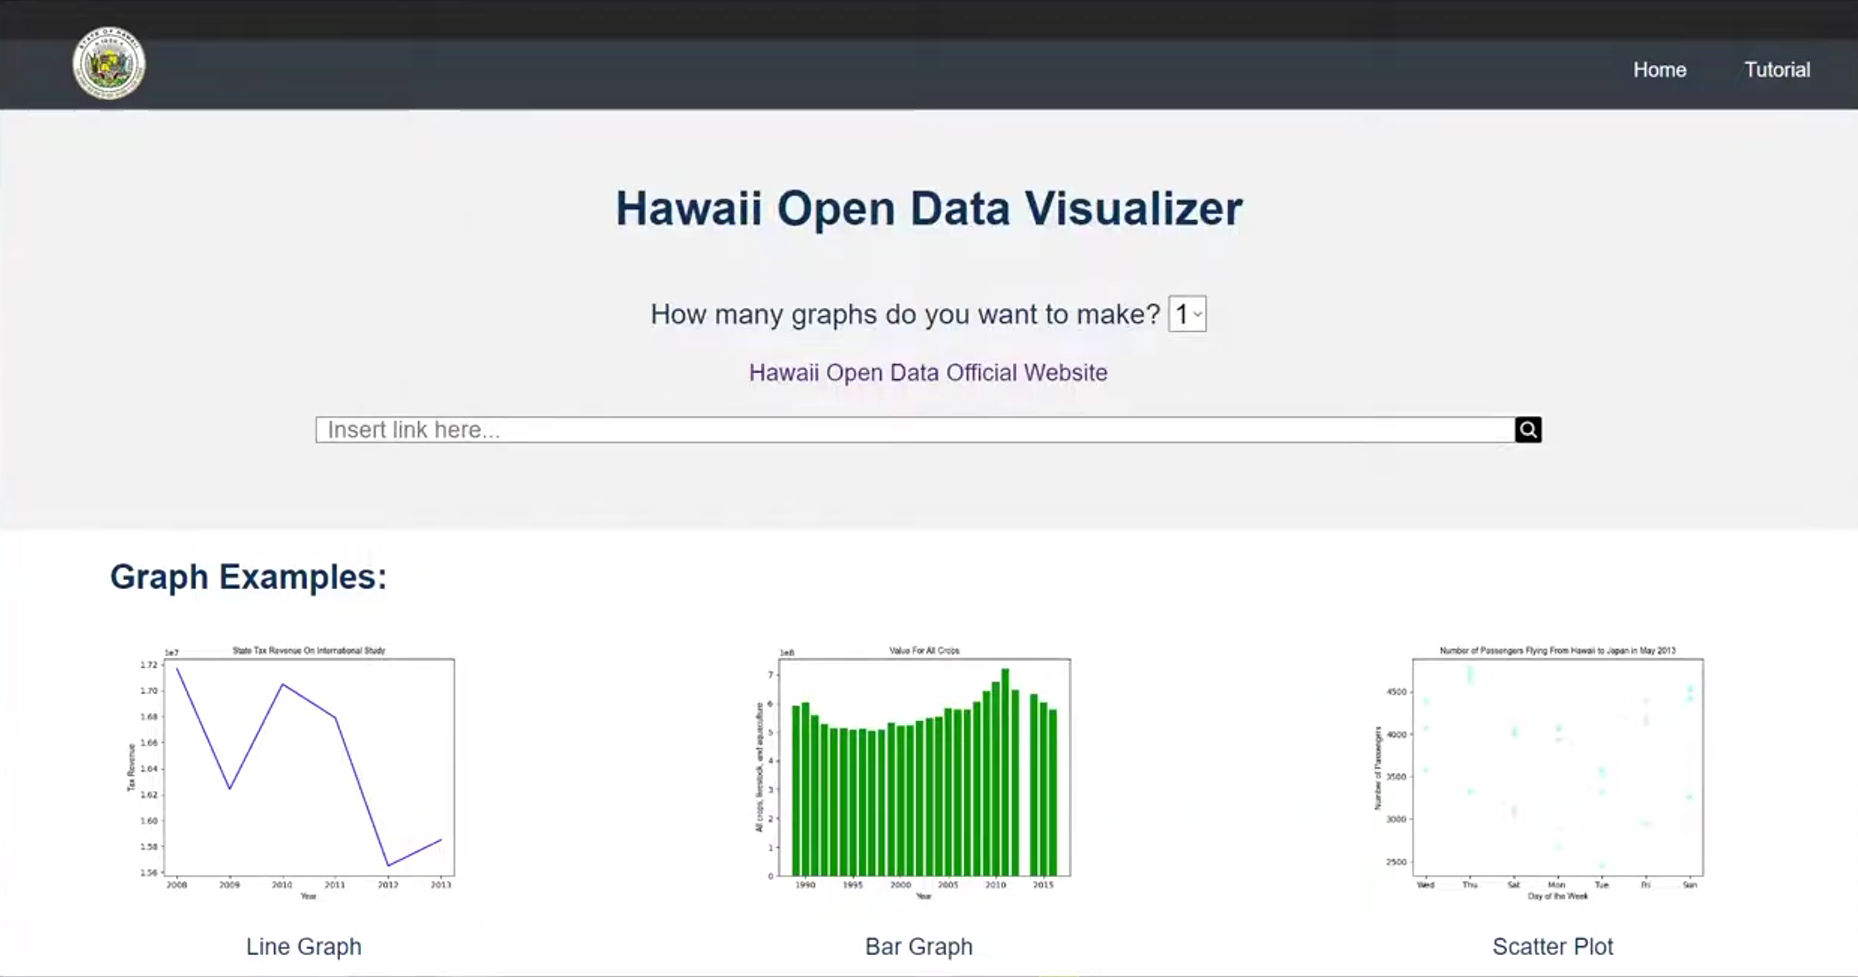 STATE OF HAWAII
Home
Tutorial
Hawaii Open Data Visualizer
How many graphs do you want to make? 1
Hawaii Open Data Official Website
Insert link here...
Graph Examples:
State Tax Revenue On International Study
1e7
1.72
1.70
1.68
1.66
1.64
1.62
1.60
1.58
1.56
Tax Revenue
2008 2009 2010 2011 2012 2013
Year
Line Graph
Value For All Crops
1e8
7
6
5
4
3
2
1
0
All crops, livestock, and aquaculture
1990 1995 2000 2005 2010 2015
Year
Bar Graph
Number of Passengers Flying From Hawaii to Japan in May 2013
4500
4000
3500
3000
2500
Number of Passengers
Wed Thu Sat Mon Tue Fri Sun
Day of the Week
Scatter Plot